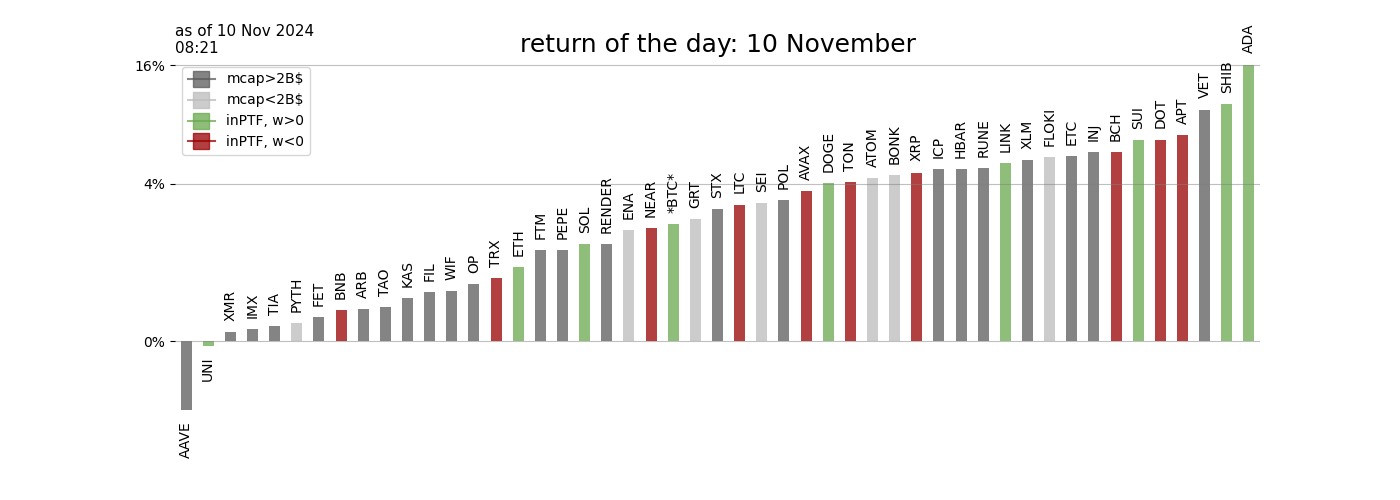 as of 10 Nov 2024
08:21
return of the day: 10 November
16%
4%
0%
mcap>2B$
mcap<2B$
inPTF, w>0
inPTF, w<0
AAVE
UNI
XMR
IMX
TIA
PYTH
FET
BNB
ARB
TAO
KAS
FIL
WIF
OP
TRX
ETH
FTM
PEPE
SOL
RENDER
ENA
NEAR
*BTC*
GRT
STX
LTC
SEI
POL
AVAX
DOGE
TON
ATOM
BONK
XRP
ICP
HBAR
RUNE
LINK
XLM
FLOKI
ETC
INJ
BCH
SUI
DOT
APT
VET
SHIB
ADA